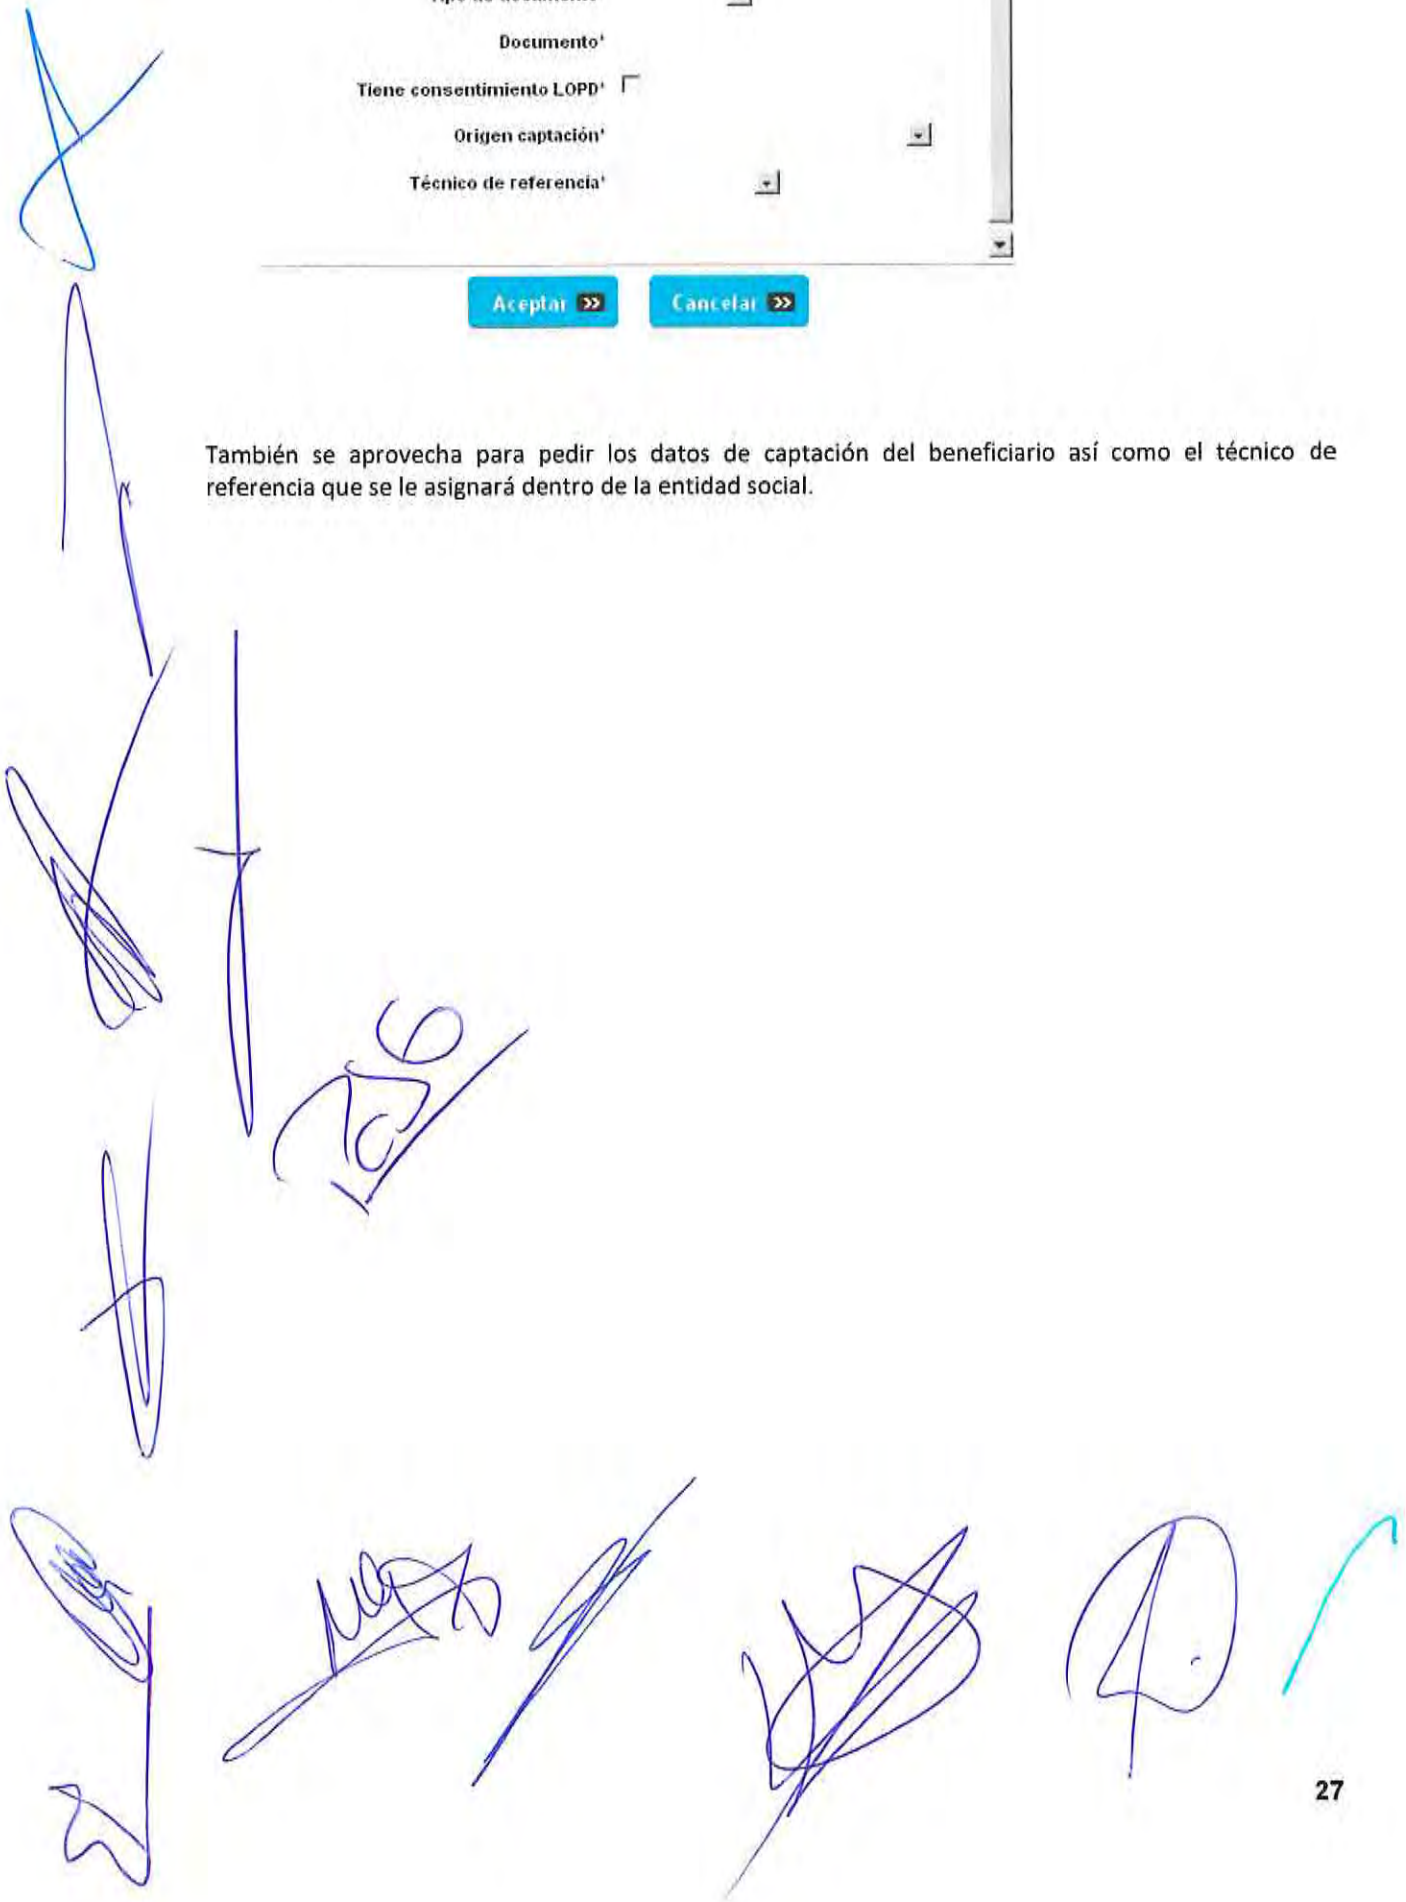 Documento*
Tiene consentimiento LOPD*
Origen captación*
Técnico de referencia*
Aceptar >>
Cancelar >>
También se aprovecha para pedir los datos de captación del beneficiario así como el técnico de
referencia que se le asignará dentro de la entidad social.
27